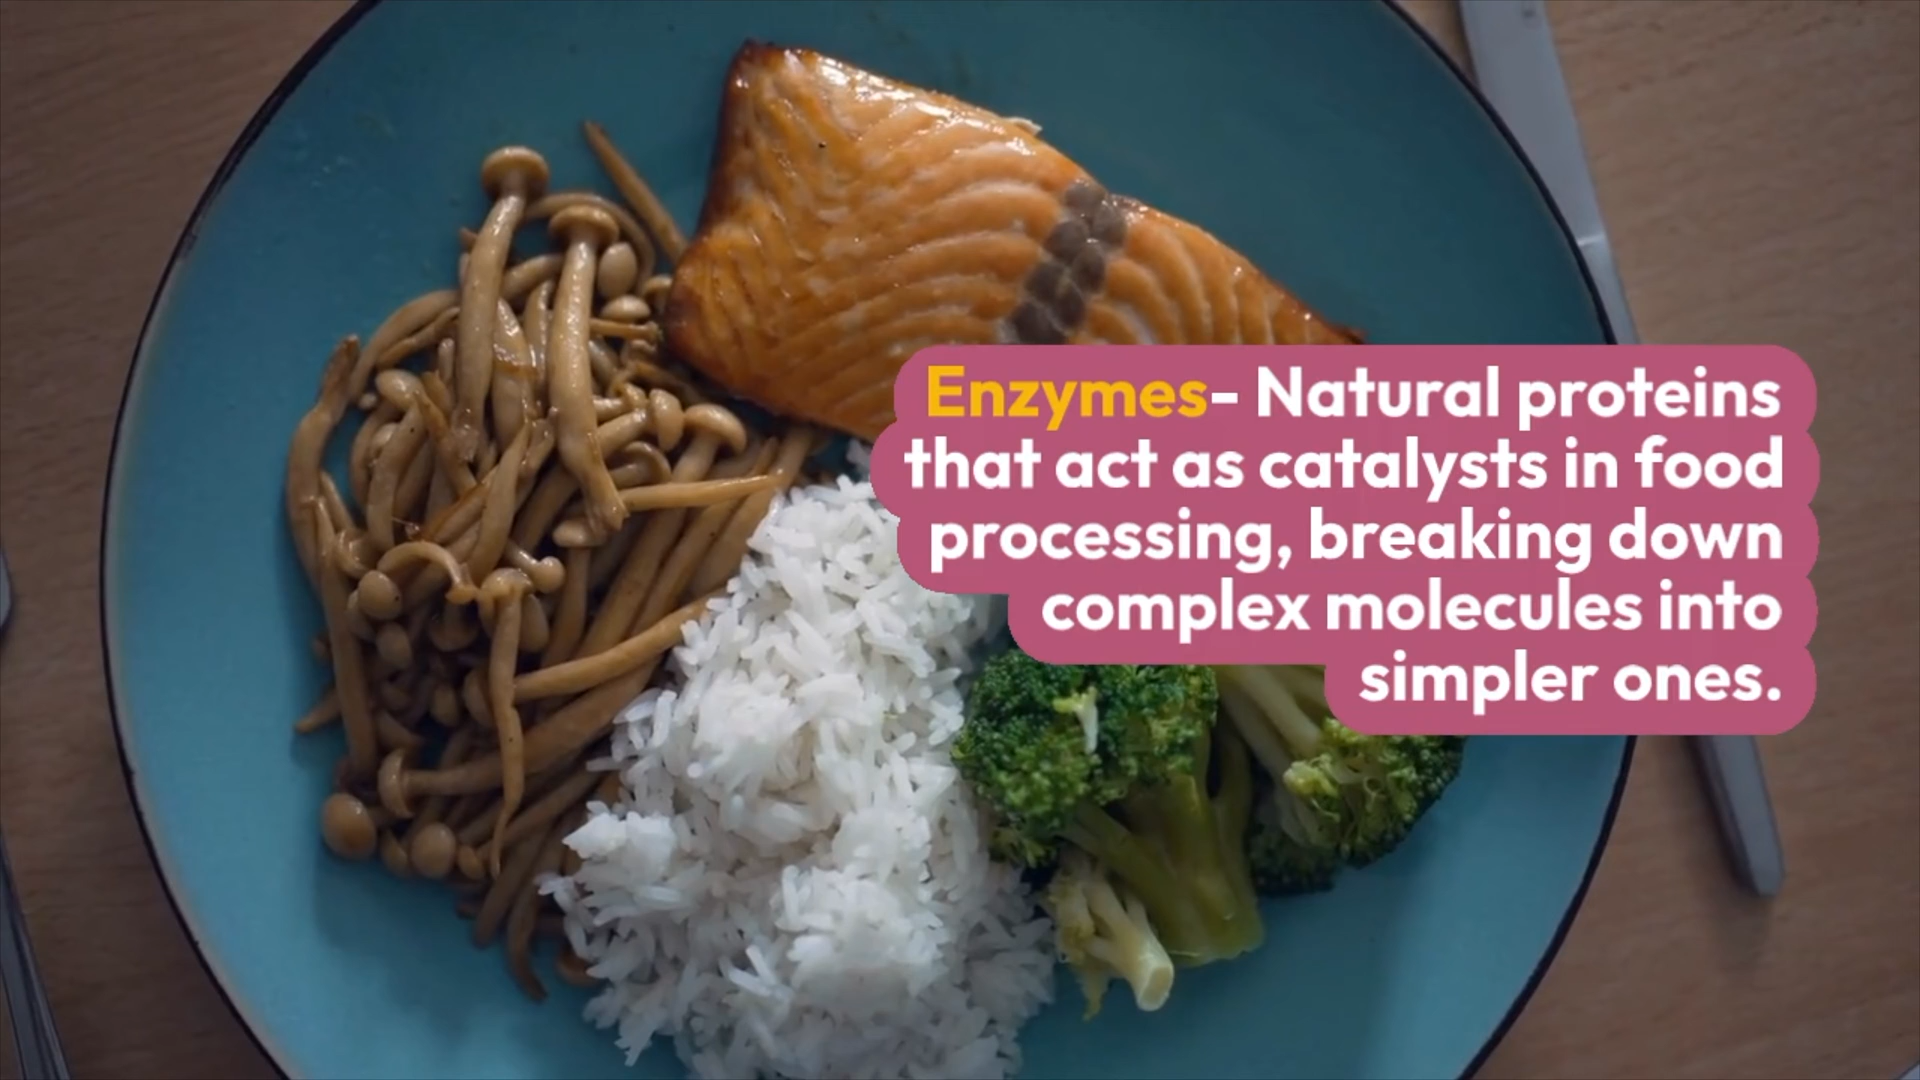 Enzymes- Natural proteins
that act as catalysts in food
processing, breaking down
complex molecules into
simpler ones.